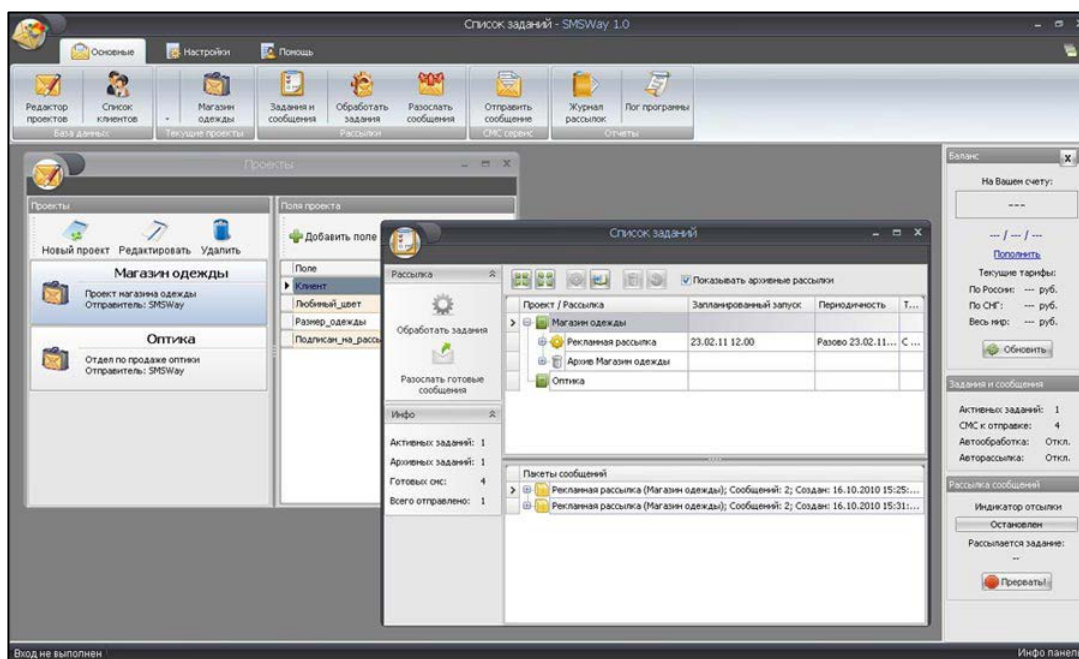 Список заданий - SMSWay 1.0
Основные Настройки Помощь
Редактор проектов
Список клиентов
Магазин одежды
Задания и сообщения
Обработать задания
Разослать сообщения
Отправить сообщение
Журнал рассылок
Лог программы
База данных Текущие проекты Рассылки СМС сервис Отчеты
Проекты
Проекты
Новый проект Редактировать Удалить
Магазин одежды
Проект магазина одежды
Отправитель: SMSWay
Оптика
Отдел по продаже оптики
Отправитель: SMSWay
Поля проекта
Добавить поле
Поле
Клиент
Любимый_цвет
Размер_одежды
Подписан_на_рассы
Список заданий
Рассылка
Обработать задания
Разослать готовые
сообщения
Инфо
Активных заданий: 1
Архивных заданий: 1
Готовых смс: 4
Всего отправлено: 1
Показывать архивные рассылки
Проект / Рассылка Запланированный запуск Периодичность Т...
Магазин одежды
Рекламная рассылка 23.02.11 12.00 Разово 23.02.11... С ...
Архив Магазин одежды
Оптика
Пакеты сообщений
Рекламная рассылка (Магазин одежды); Сообщений: 2; Создан: 16.10.2010 15:25:...
Рекламная рассылка (Магазин одежды); Сообщений: 2; Создан: 16.10.2010 15:31:...
Баланс
На Вашем счету:
---
--- / --- / ---
Пополнить
Текущие тарифы:
По России: --- руб.
По СНГ: --- руб.
Весь мир: --- руб.
Обновить
Задания и сообщения
Активных заданий: 1
СМС к отправке: 4
Автообработка: Откл.
Авторассылка: Откл.
Рассылка сообщений
Индикатор отсылки
Остановлен
Рассылается задание:
--
Прервать!
Вход не выполнен
Инфо панель